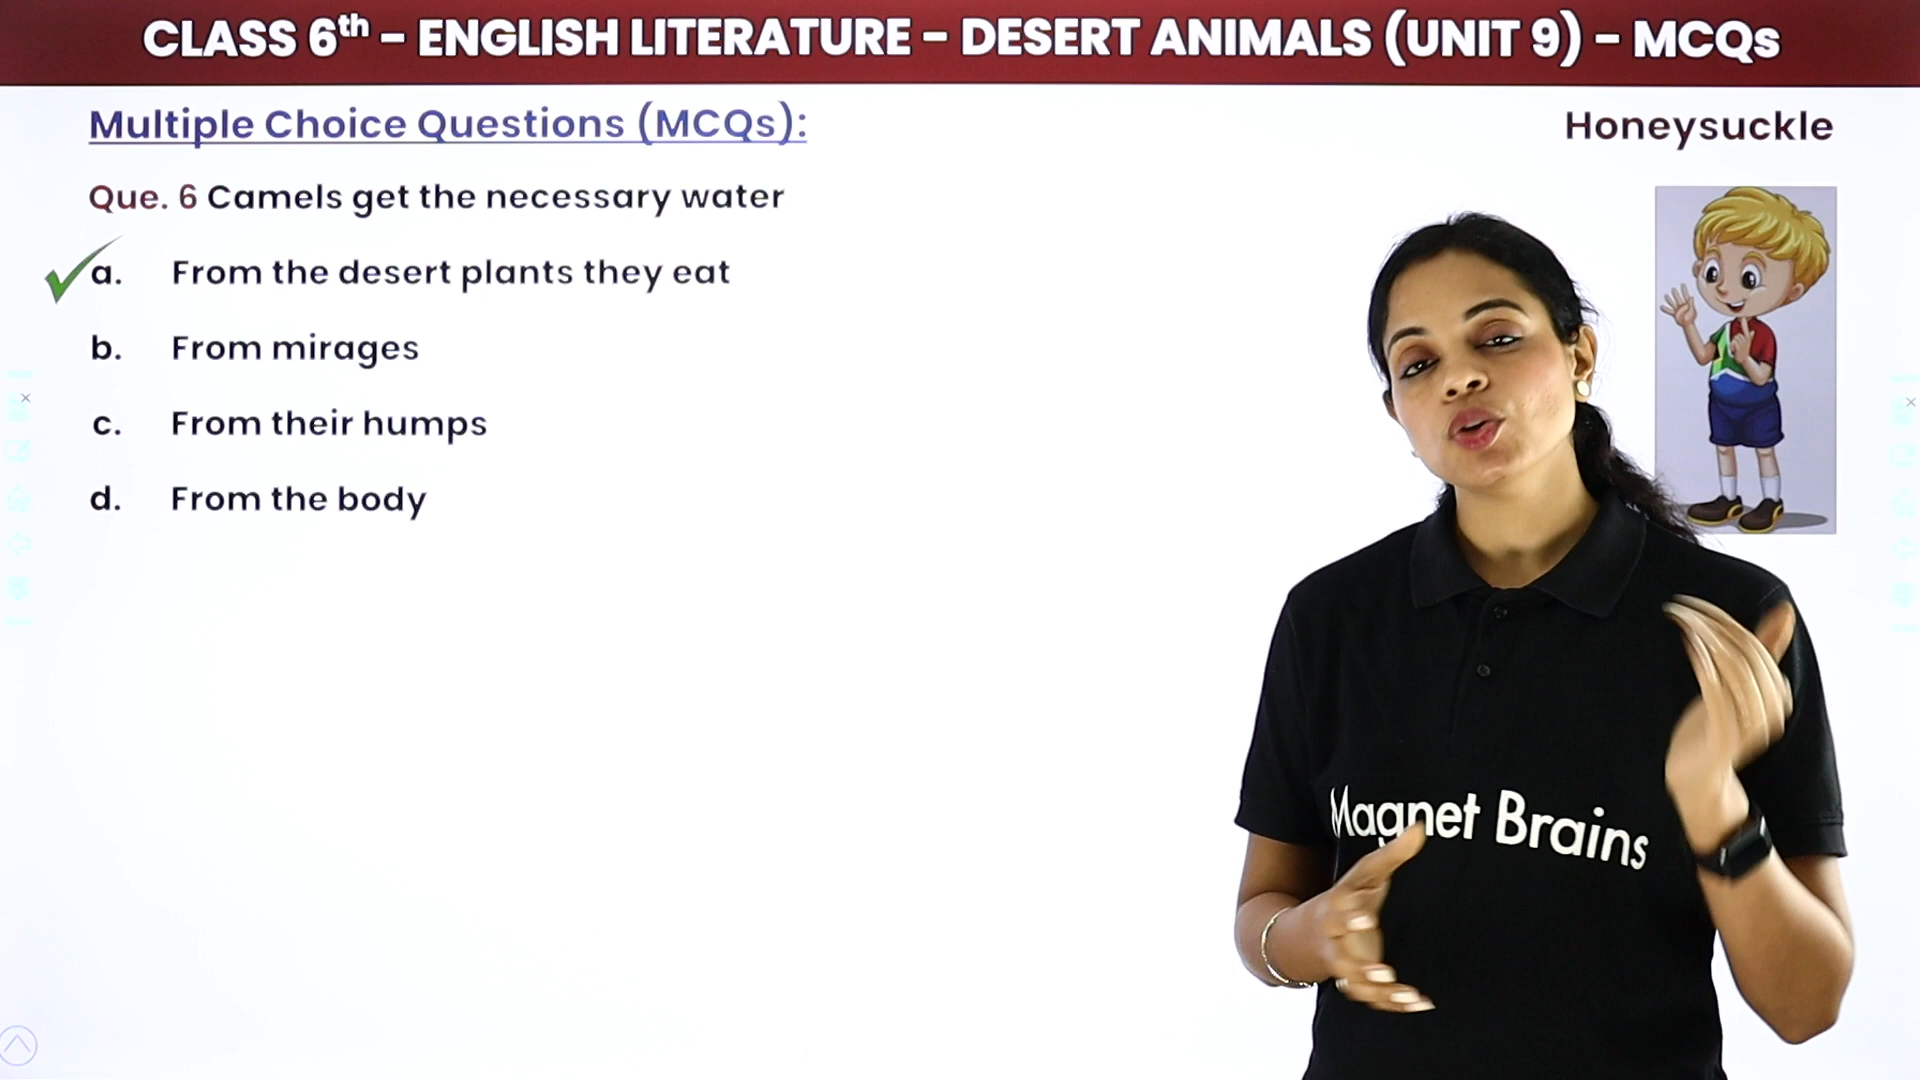 CLASS 6th – ENGLISH LITERATURE – DESERT ANIMALS (UNIT 9) – MCQs
Multiple Choice Questions (MCQs):
Honeysuckle
Que. 6 Camels get the necessary water
a. From the desert plants they eat
b. From mirages
c. From their humps
d. From the body
Magnet Brains